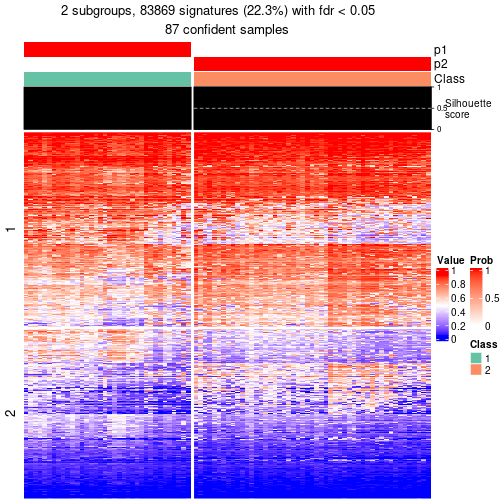 2 subgroups, 83869 signatures (22.3%) with fdr < 0.05
87 confident samples
p1
p2
Class
1
0.5
0
Silhouette
score
1
2
Value
1
0.8
0.6
0.4
0.2
0
Prob
1
0.5
0
Class
1
2